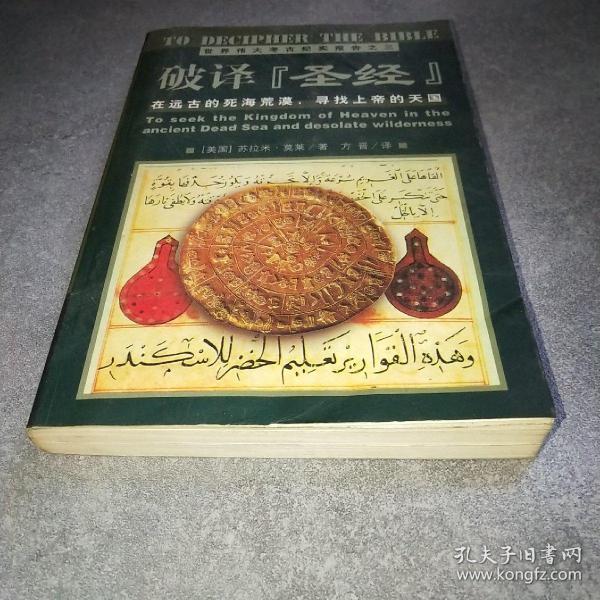 TO DECIPHER THE BIBLE
世界伟大考古纪实报告之三
破译『圣经』
在远古的死海荒漠，寻找上帝的天国
To seek the Kingdom of Heaven in the
ancient Dead Sea and desolate wilderness
[美国] 苏拉米·莫莱/著 方晋/译
وهذه القوارير تعليم الخضر للاسكندر
孔夫子旧书网
www.kongfz.com